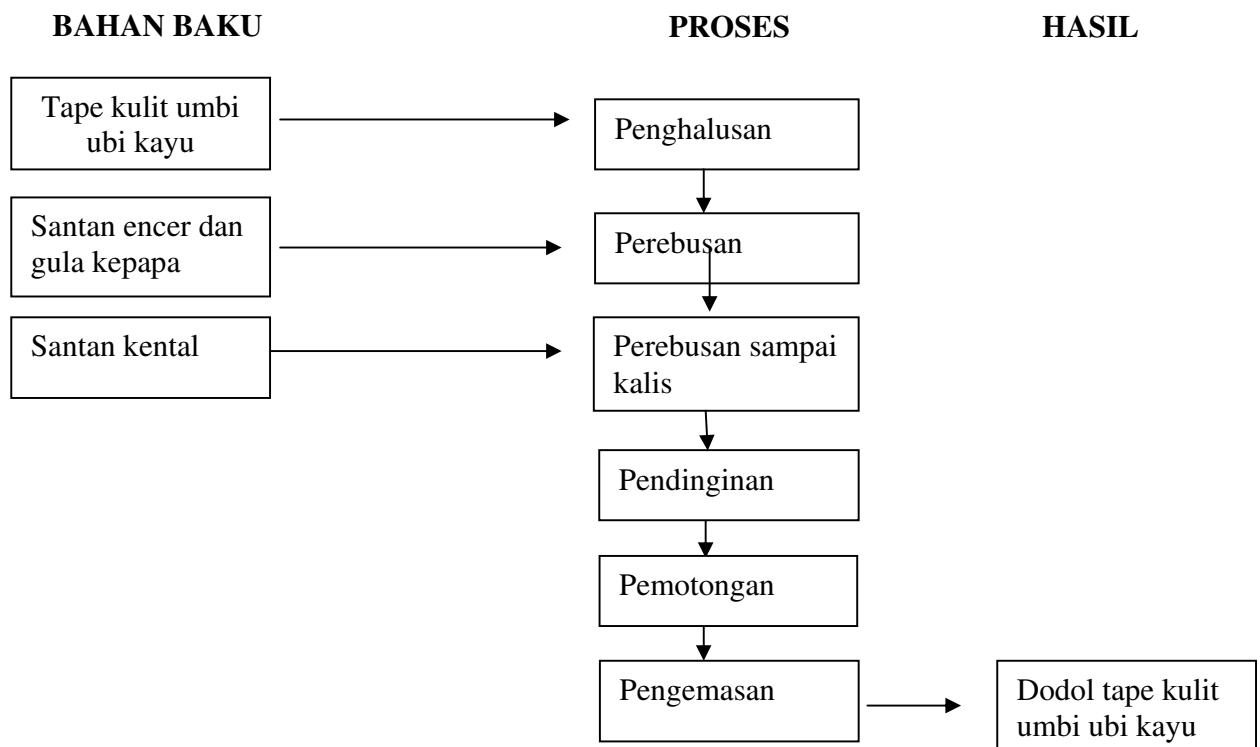 BAHAN BAKU
PROSES
HASIL
Tape kulit umbi
ubi kayu
Penghalusan
Santan encer dan
gula kepapa
Perebusan
Santan kental
Perebusan sampai
kalis
Pendinginan
Pemotongan
Pengemasan
Dodol tape kulit
umbi ubi kayu